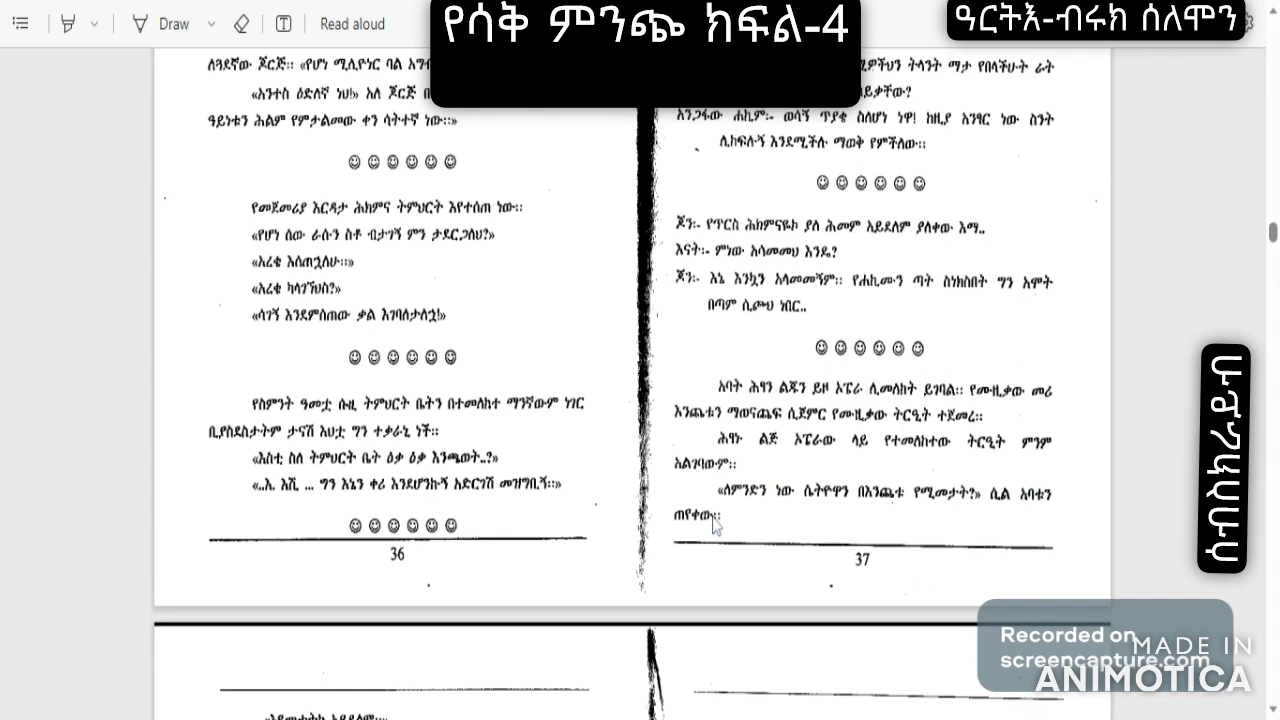 Draw
Read aloud
የሳቅ ምንጭ ክፍል-4
ዓርትእ-ብሩክ ሰለሞን
ለጓደኛው ጆርጅ። «የሆነ ሚሊዮነር ባል
«አንተስ ዕድለኛ ነህ!» አለ ጆርጅ
ዓይነቱን ሕልም የምታልመው ቀን ሳትተኛ ነው።»
☺ ☺ ☺ ☺ ☺ ☺
የመጀመሪያ እርዳታ ሕክምና ትምህርት እየተሰጠ ነው።
«የሆነ ሰው ራሱን ስቶ ብታገኝ ምን ታደርጋለህ?»
«አረቄ እሰጠኋለሁ።»
«አረቄ ካላገኘህስ?»
«ሳገኝ እንደምሰጠው ቃል እገባለታለኋ!»
☺ ☺ ☺ ☺ ☺ ☺
የስምንት ዓመቷ ሱዚ ትምህርት ቤትን በተመለከተ ማንኛውም ነገር
ቢያስደስታትም ታናሽ እህቷ ግን ተቃራኒ ነች።
«እስቲ ስለ ትምህርት ቤት ዕቃ ዕቃ እንጫወት..?»
«..እ. እሺ ... ግን እኔን ቀሪ እንደሆንኩኝ አድርገሽ መዝግቢኝ።»
☺ ☺ ☺ ☺ ☺ ☺
36
ትላንት ማታ የበላችሁት ራት
አንጋፋው ሐኪም:- ወሳኝ ጥያቄ ስለሆነ ነዋ! ከዚያ አንፃር ነው ስንት
ሊከፍሉኝ እንደሚችሉ ማወቅ የምችለው።
☺ ☺ ☺ ☺ ☺ ☺
ጆን:- የጥርስ ሕክምናዬኮ ያለ ሕመም አይደለም ያለቀው እማ..
እናት:- ምነው አሳመመህ እንዴ?
ጆን:- እኔ እንኳን አላመመኝም። የሐኪሙን ጣት ስነክስበት ግን እሞት
በጣም ሲጮህ ነበር..
☺ ☺ ☺ ☺ ☺ ☺
አባት ሕፃን ልጁን ይዞ ኦፔራ ሊመለከት ይገባል። የሙዚቃው መሪ
እንጨቱን ማወናጨፍ ሲጀምር የሙዚቃው ትርዒት ተጀመረ።
ሕፃኑ ልጅ ኦፔራው ላይ የተመለከተው ትርዒት ምንም
አልገባውም።
«ለምንድን ነው ሴትዮዋን በእንጨቱ የሚመታት?» ሲል አባቱን
ጠየቀው።
37
Recorded on
screencapture.com
MADE IN
ANIMOTICA